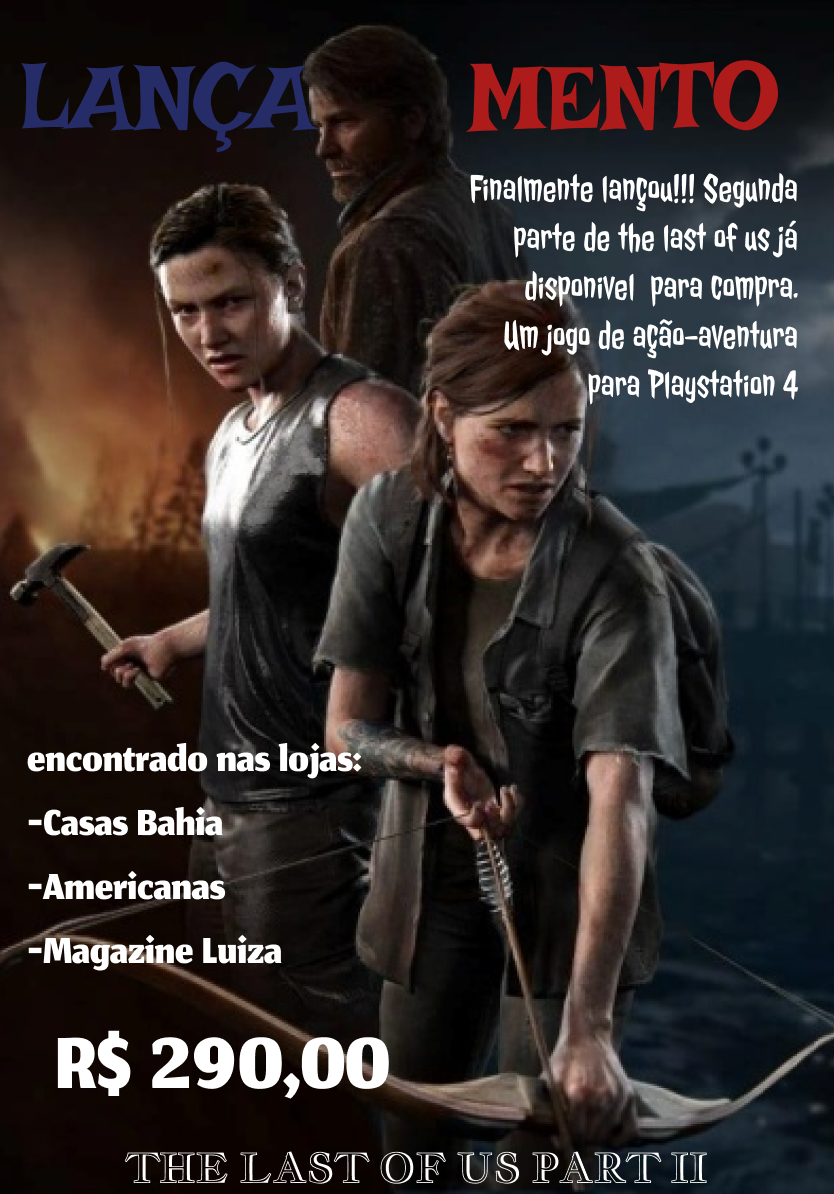 LANÇA MENTO
Finalmente lançou!!! Segunda
parte de the last of us já
disponivel para compra.
Um jogo de ação-aventura
para Playstation 4
encontrado nas lojas:
-Casas Bahia
-Americanas
-Magazine Luiza
R$ 290,00
THE LAST OF US PART II